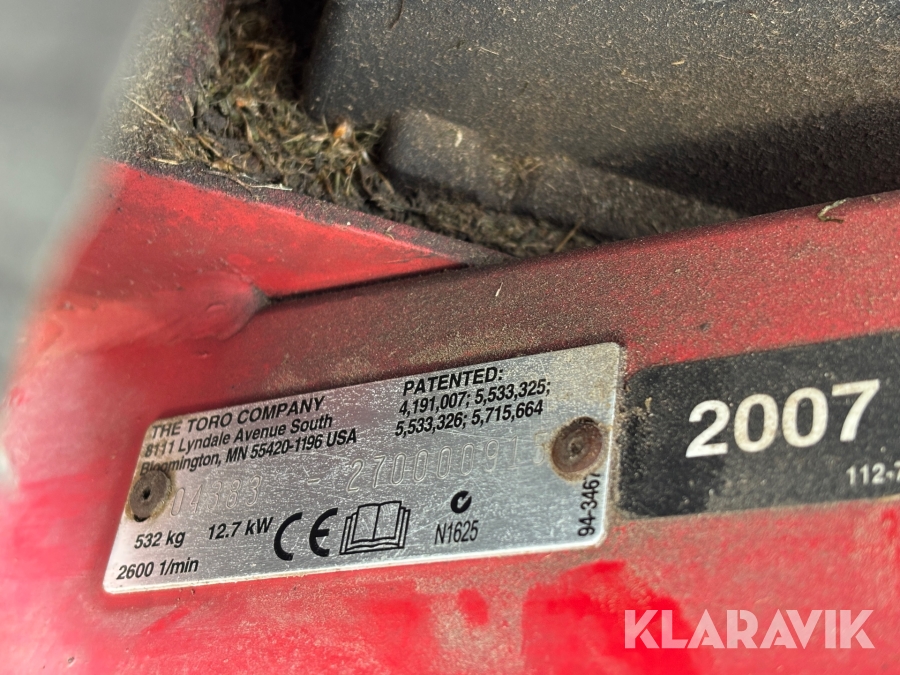 THE TORO COMPANY
8111 Lyndale Avenue South
Bloomington, MN 55420-1196 USA
PATENTED:
4,191,007; 5,533,325;
5,533,326; 5,715,664
532 kg 12.7 kW
2600 1/min
CE
N1625
94-3467
2007
KLARAVIK